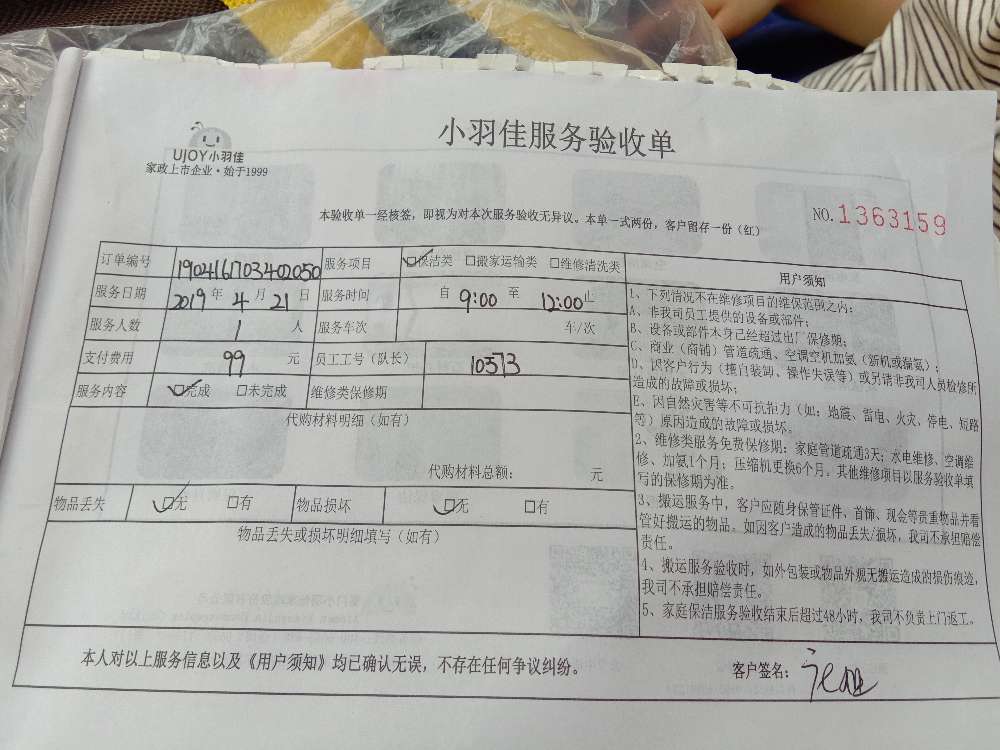 UJOY小羽佳
家政上市企业·始于1999
小羽佳服务验收单
本验收单一经核签，即视为对本次服务验收无异议。本单一式两份，客户留存一份（红）
NO.1363159
订单编号 1904161703402050 服务项目 保洁类 搬家运输类 维修清洗类
服务日期 2019年4月21日 服务时间 自9:00至12:00止
服务人数 1人 服务车次 车/次
支付费用 99元 员工工号（队长） 10573
服务内容 完成 未完成 维修类保修期
代购材料明细（如有）
代购材料总额： 元
物品丢失 无 有 物品损坏 无 有
物品丢失或损坏明细填写（如有）
用户须知
1、下列情况不在维修项目的维保范围之内：
A、非我司员工提供的设备或部件；
B、设备或部件本身已经超过出厂保修期；
C、商业（商铺）管道疏通、空调空机加氨（新机或漏氨）；
D、因客户行为（擅自装卸、操作失误等）或另请非我司人员检修所
造成的故障或损坏；
E、因自然灾害等不可抗拒力（如：地震、雷电、火灾、停电、短路
等）原因造成的故障或损坏。
2、维修类服务免费保修期：家庭管道疏通3天；水电维修、空调维
修、加氨1个月；压缩机更换6个月，其他维修项目以服务验收单填
写的保修期为准。
3、搬运服务中，客户应随身保管证件、首饰、现金等贵重物品并看
管好搬运的物品。如因客户造成的物品丢失/损坏，我司不承担赔偿
责任。
4、搬运服务验收时，如外包装或物品外观无搬运造成的损伤痕迹，
我司不承担赔偿责任。
5、家庭保洁服务验收结束后超过48小时，我司不负责上门返工。
本人对以上服务信息以及《用户须知》均已确认无误，不存在任何争议纠纷。
客户签名：